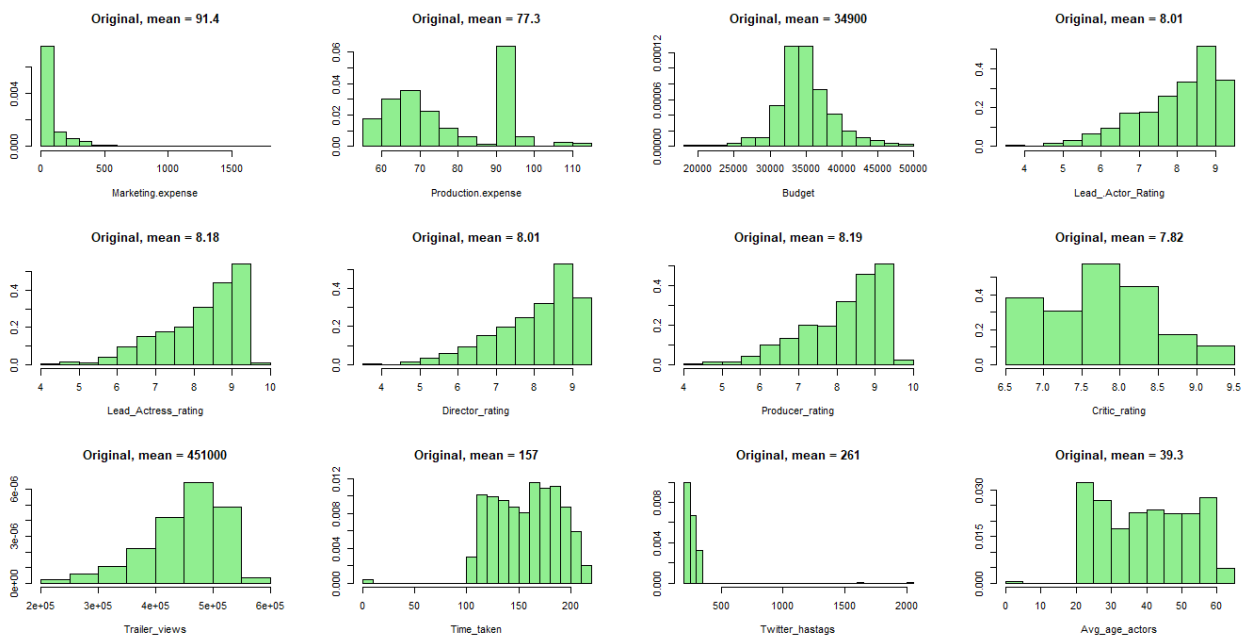 Original, mean = 91.4
0.000 0.004
0 500 1000 1500
Marketing.expense
Original, mean = 77.3
0.00 0.02 0.04 0.06
60 70 80 90 100 110
Production.expense
Original, mean = 34900
0.00000 0.00006 0.00012
20000 25000 30000 35000 40000 45000 50000
Budget
Original, mean = 8.01
0.0 0.2 0.4
4 5 6 7 8 9
Lead_.Actor_Rating
Original, mean = 8.18
0.0 0.2 0.4
4 5 6 7 8 9 10
Lead_Actress_rating
Original, mean = 8.01
0.0 0.2 0.4
4 5 6 7 8 9
Director_rating
Original, mean = 8.19
0.0 0.2 0.4
4 5 6 7 8 9 10
Producer_rating
Original, mean = 7.82
0.0 0.2 0.4
6.5 7.0 7.5 8.0 8.5 9.0 9.5
Critic_rating
Original, mean = 451000
0e+00 3e-06 6e-06
2e+05 3e+05 4e+05 5e+05 6e+05
Trailer_views
Original, mean = 157
0.000 0.004 0.008 0.012
0 50 100 150 200
Time_taken
Original, mean = 261
0.000 0.004 0.008
500 1000 1500 2000
Twitter_hastags
Original, mean = 39.3
0.000 0.015 0.030
0 10 20 30 40 50 60
Avg_age_actors